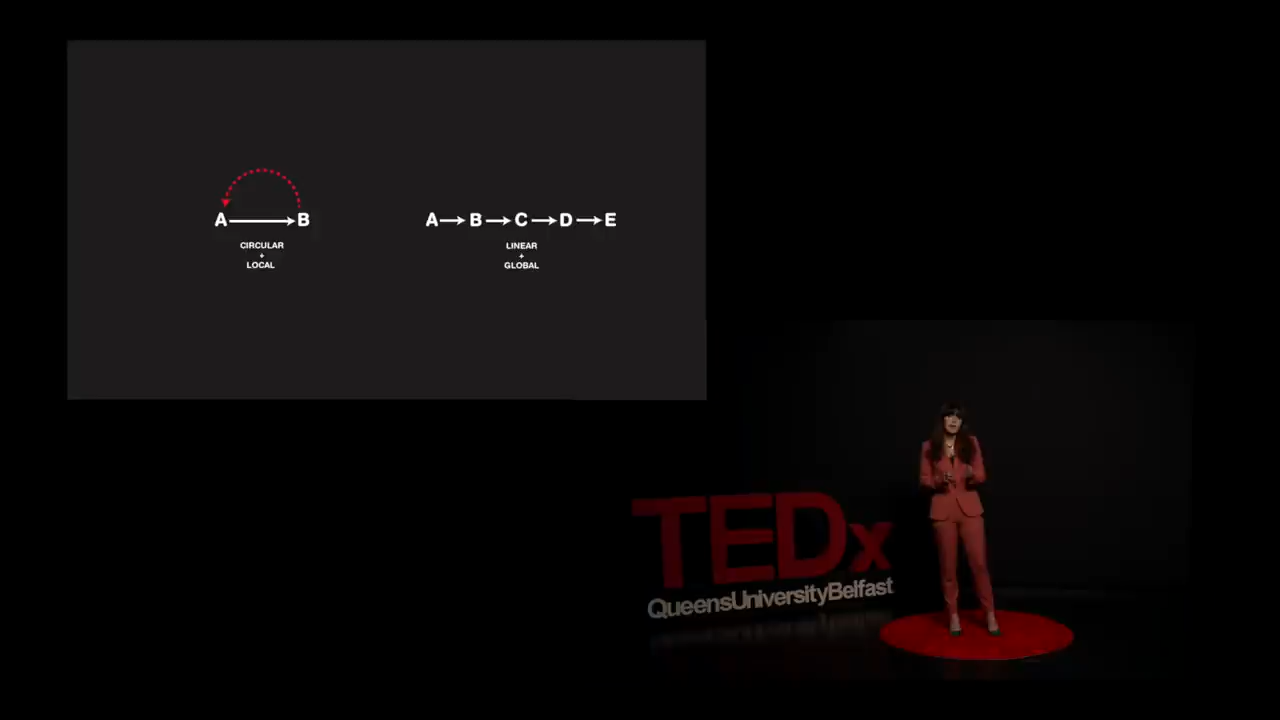 A → B
CIRCULAR
+
LOCAL
A → B → C → D → E
LINEAR
+
GLOBAL
TEDx
QueensUniversityBelfast